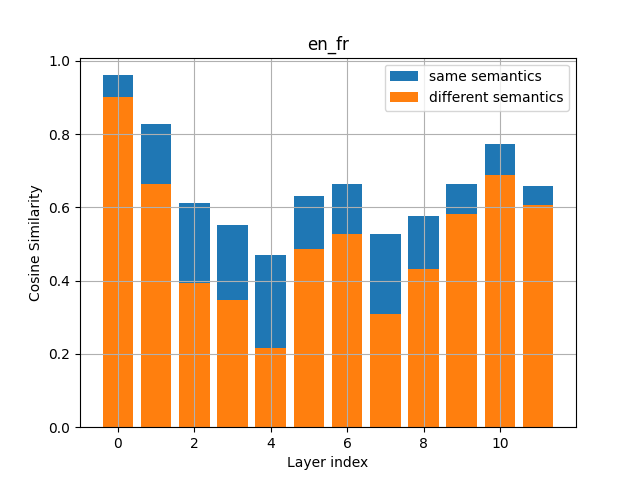 en_fr
same semantics
different semantics
Cosine Similarity
1.0
0.8
0.6
0.4
0.2
0.0
0 2 4 6 8 10
Layer index